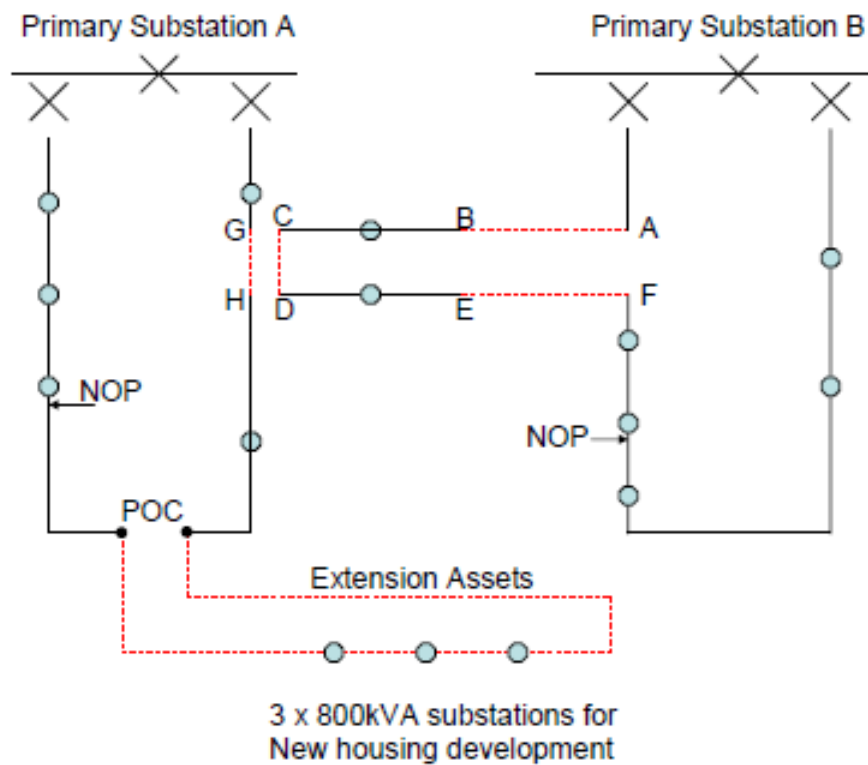 Primary Substation A
Primary Substation B
G
C
B
A
H
D
E
F
NOP
NOP
POC
Extension Assets
3 x 800kVA substations for
New housing development